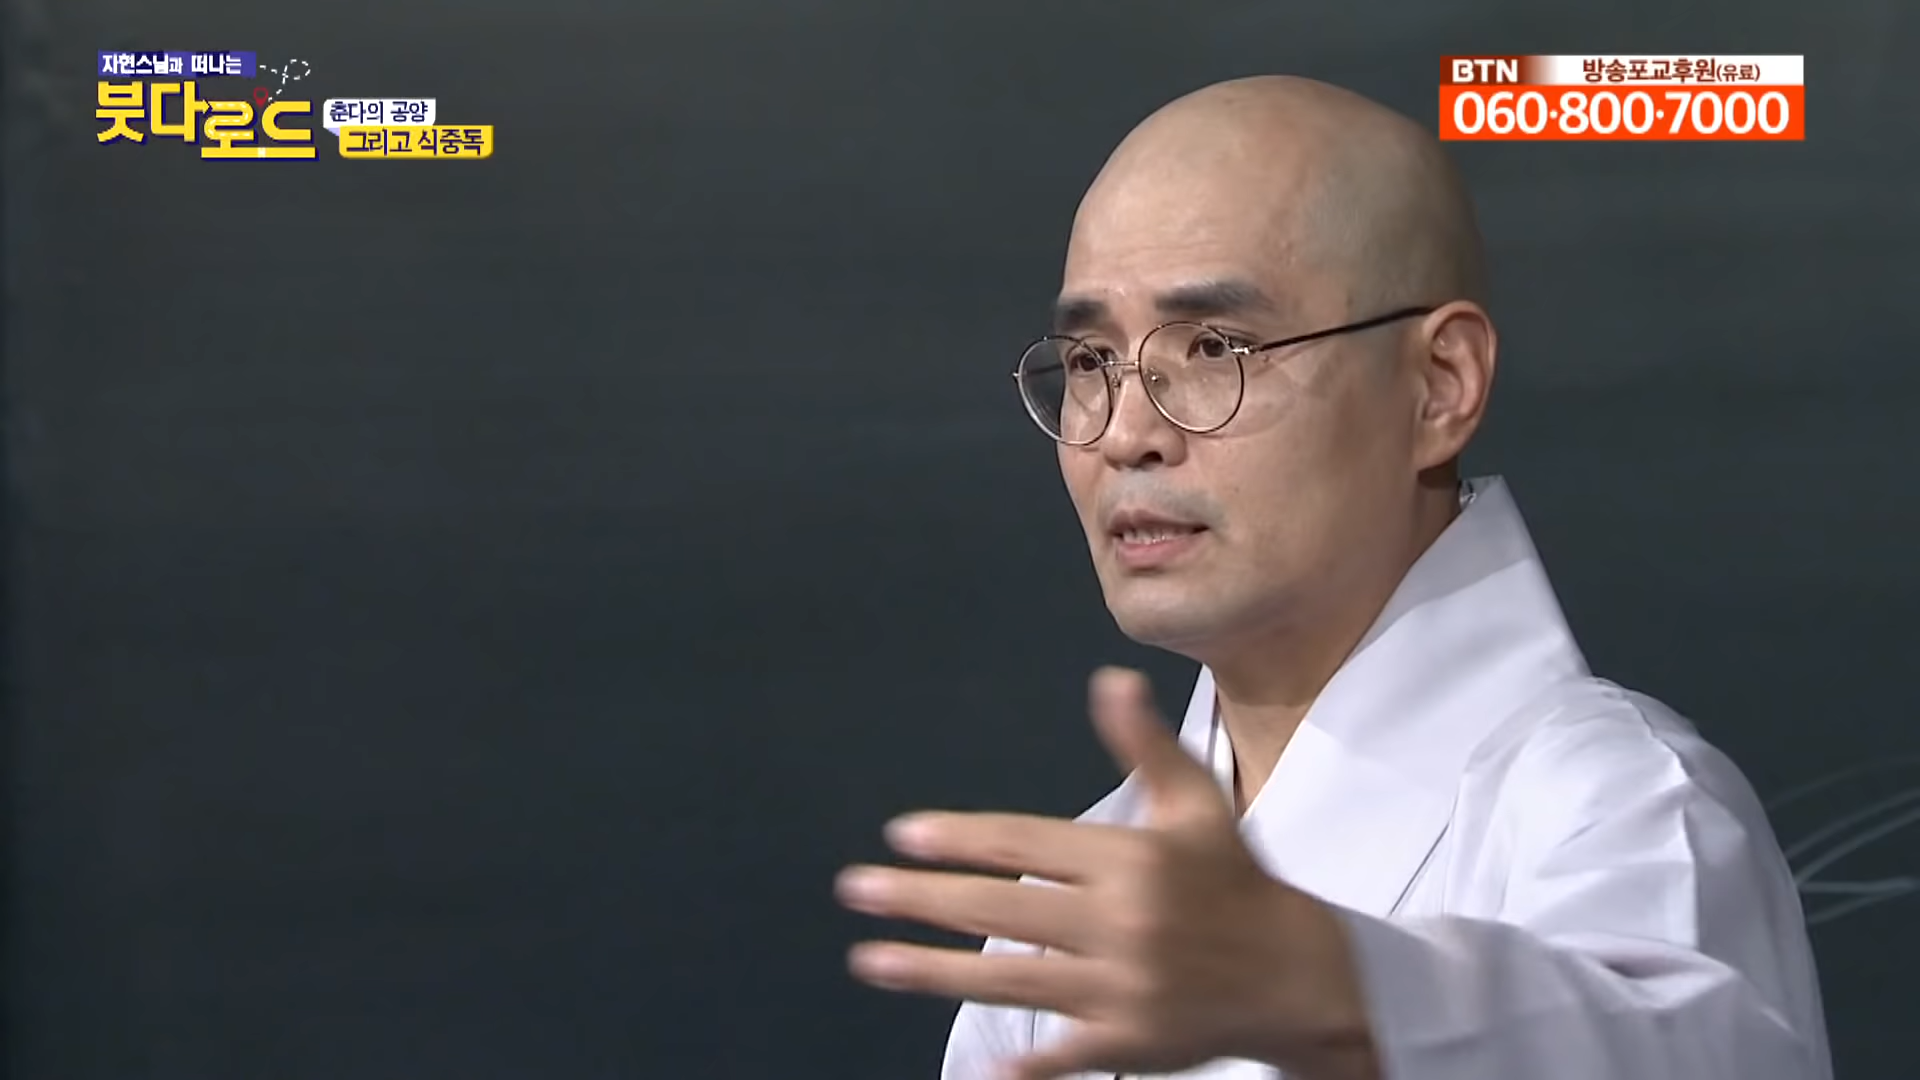 자현스님과 떠나는
붓다로드
춘다의 공양
그리고 식중독
BTN 방송포교후원(유료)
060·800·7000